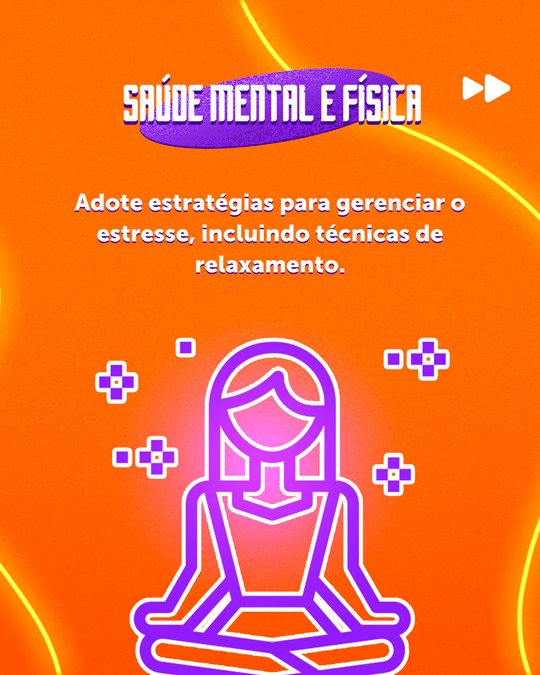 SAÚDE MENTAL E FÍSICA
Adote estratégias para gerenciar o
estresse, incluindo técnicas de
relaxamento.